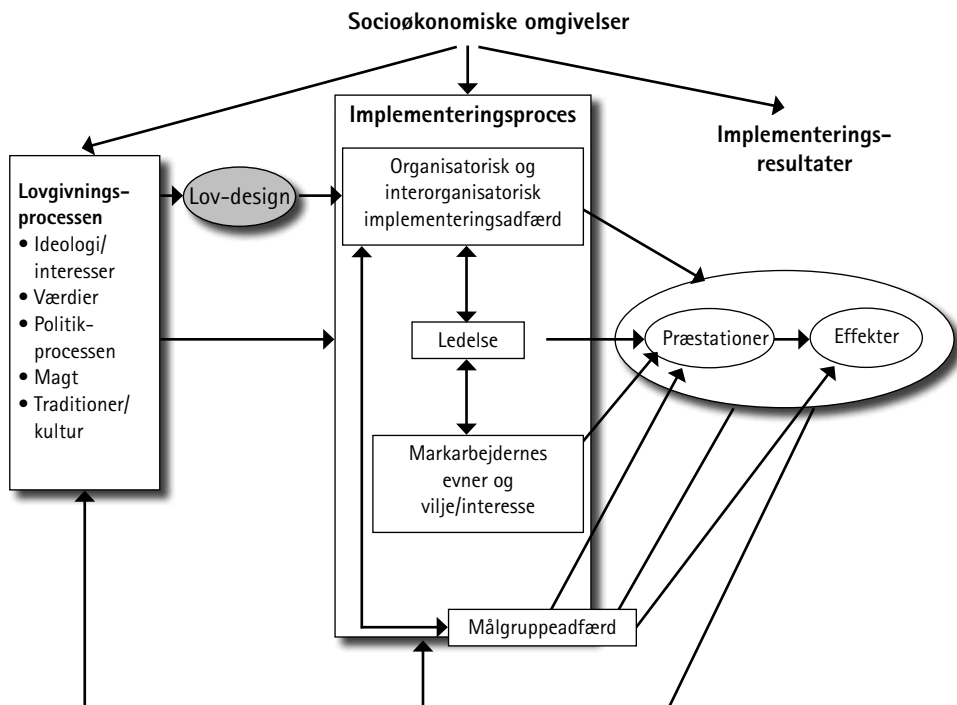 Socioøkonomiske omgivelser
Implementeringsproces
Implementerings-
resultater
Lovgivnings-
processen
• Ideologi/
interesser
• Værdier
• Politik-
processen
• Magt
• Traditioner/
kultur
Lov-design
Organisatorisk og
interorganisatorisk
implementeringsadfærd
Ledelse
Markarbejdernes
evner og
vilje/interesse
Målgruppeadfærd
Præstationer
Effekter